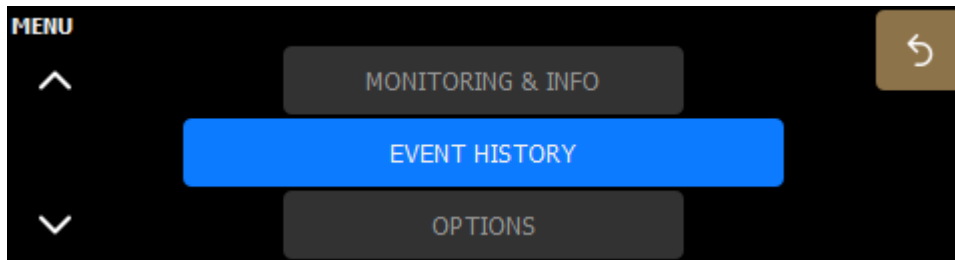 MENU
MONITORING & INFO
EVENT HISTORY
OPTIONS